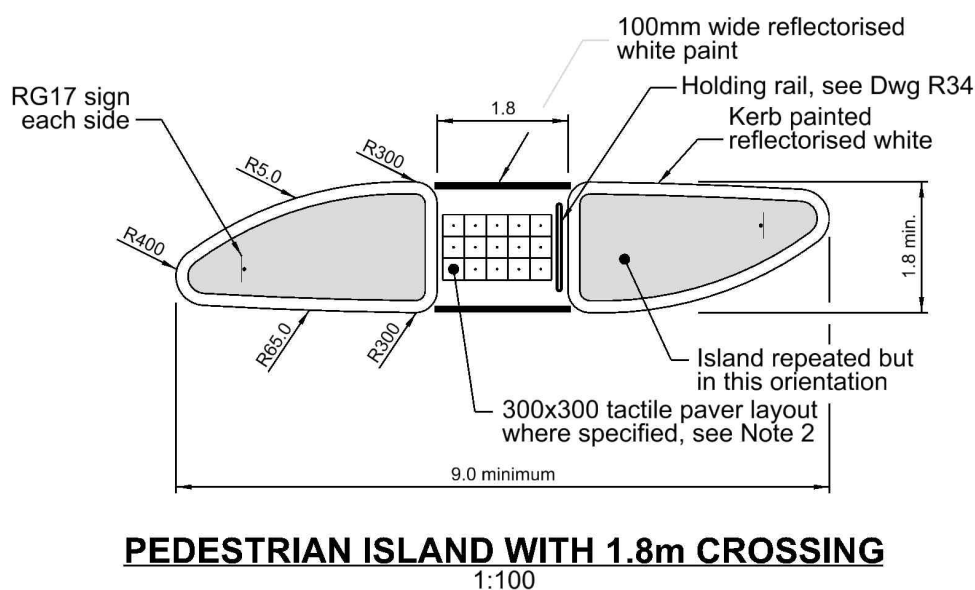 100mm wide reflectorised
white paint
RG17 sign
each side
Holding rail, see Dwg R34
1.8
Kerb painted
reflectorised white
R300
R5.0
R400
1.8 min.
R65.0
R300
Island repeated but
in this orientation
300x300 tactile paver layout
where specified, see Note 2
9.0 minimum
PEDESTRIAN ISLAND WITH 1.8m CROSSING
1:100